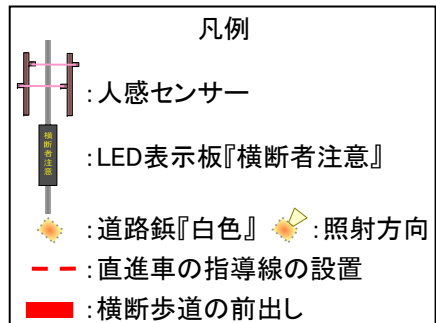 凡例
：人感センサー
横断者注意
：LED表示板『横断者注意』
：道路鋲『白色』 ：照射方向
：直進車の指導線の設置
：横断歩道の前出し